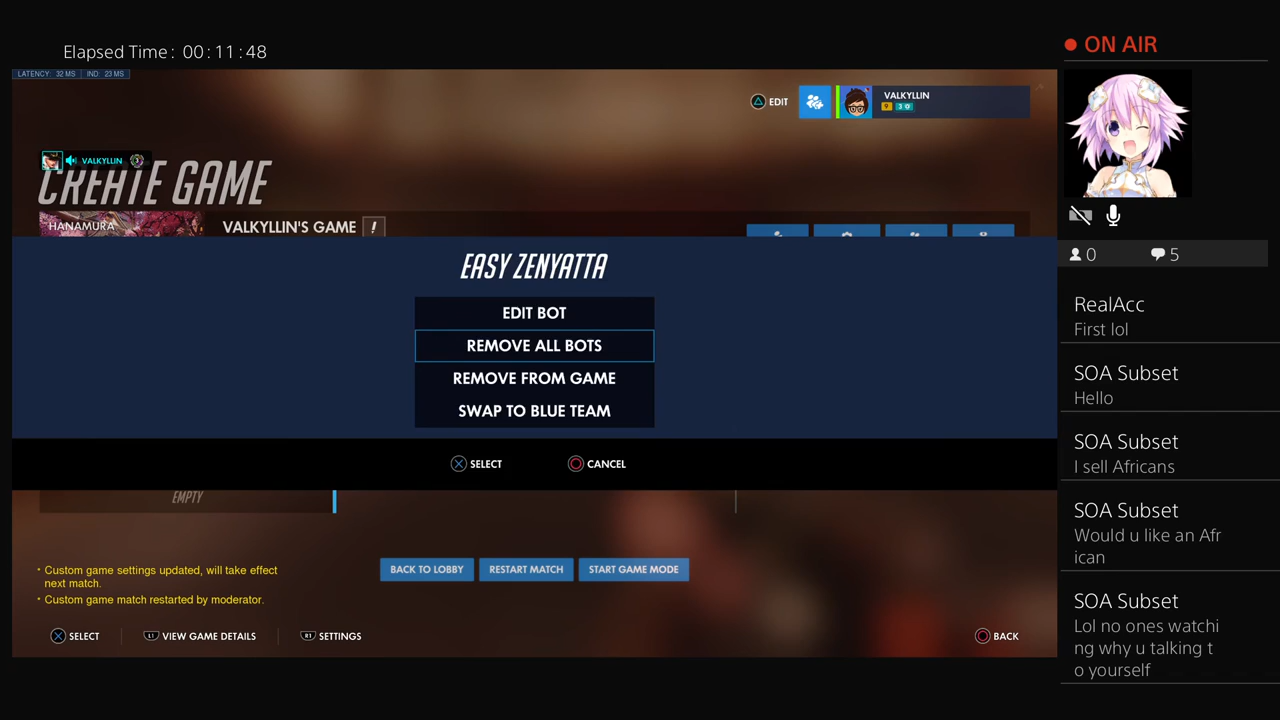 Elapsed Time: 00:11:48
ON AIR
LATENCY: 32 MS IND: 23 MS
EDIT
VALKYLLIN
9 30
VALKYLLIN
CREATE GAME
HANAMURA
VALKYLLIN'S GAME !
EASY ZENYATTA
EDIT BOT
REMOVE ALL BOTS
REMOVE FROM GAME
SWAP TO BLUE TEAM
SELECT CANCEL
EMPTY
BACK TO LOBBY RESTART MATCH START GAME MODE
• Custom game settings updated, will take effect
next match.
• Custom game match restarted by moderator.
SELECT L1 VIEW GAME DETAILS R1 SETTINGS
BACK
0 5
RealAcc
First lol
SOA Subset
Hello
SOA Subset
I sell Africans
SOA Subset
Would u like an Afr
ican
SOA Subset
Lol no ones watchi
ng why u talking t
o yourself